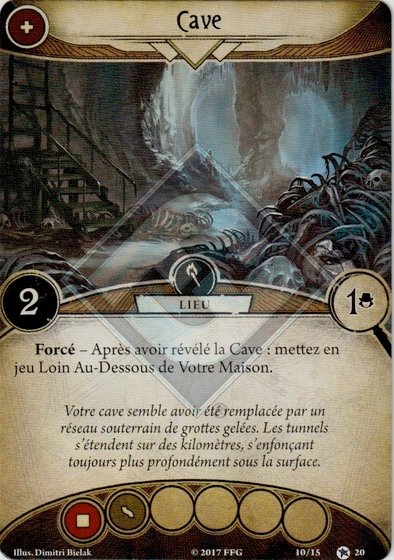 Cave
2
LIEU
1
Forcé – Après avoir révélé la Cave : mettez en
jeu Loin Au-Dessous de Votre Maison.
Votre cave semble avoir été remplacée par un
réseau souterrain de grottes gelées. Les tunnels
s'étendent sur des kilomètres, s'enfonçant
toujours plus profondément sous la surface.
Illus. Dimitri Bielak
© 2017 FFG
10/15
20